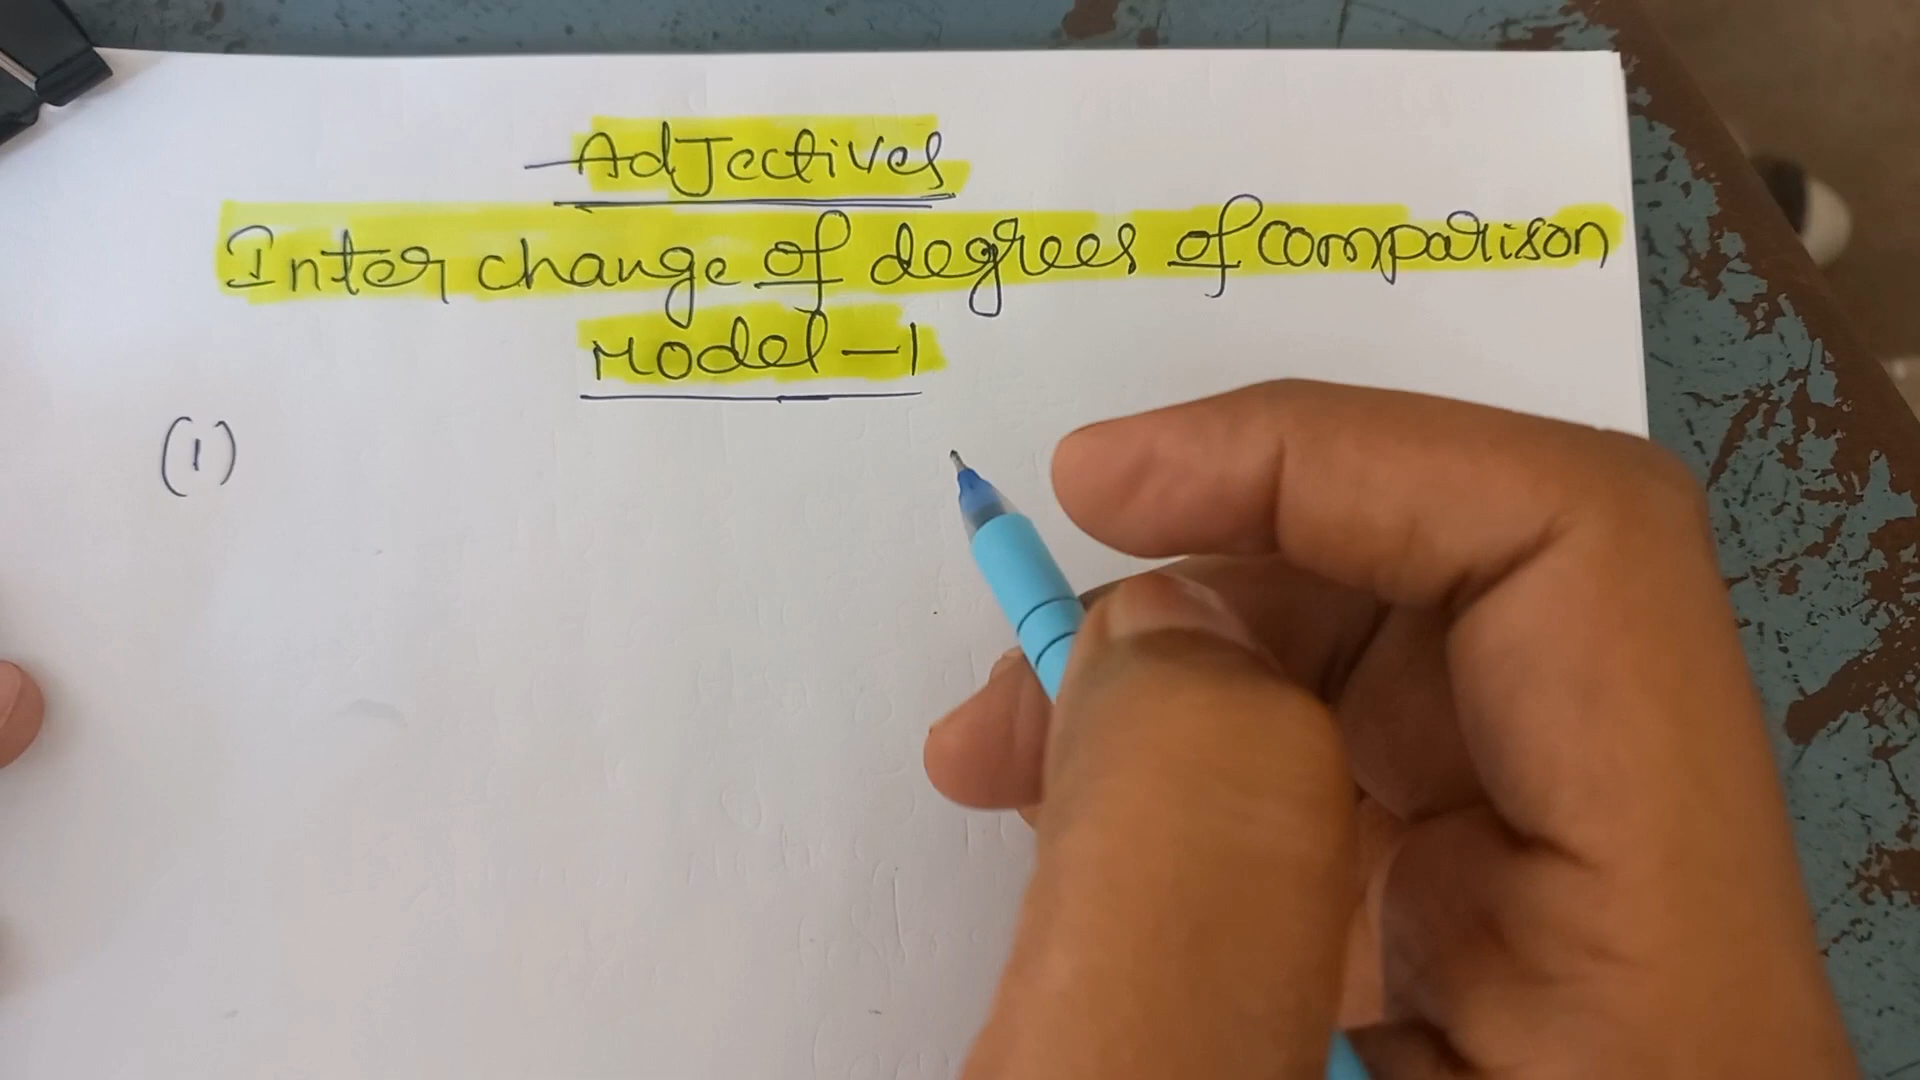 AdJectives
Inter change of degrees of comparison
Model-1
(1)